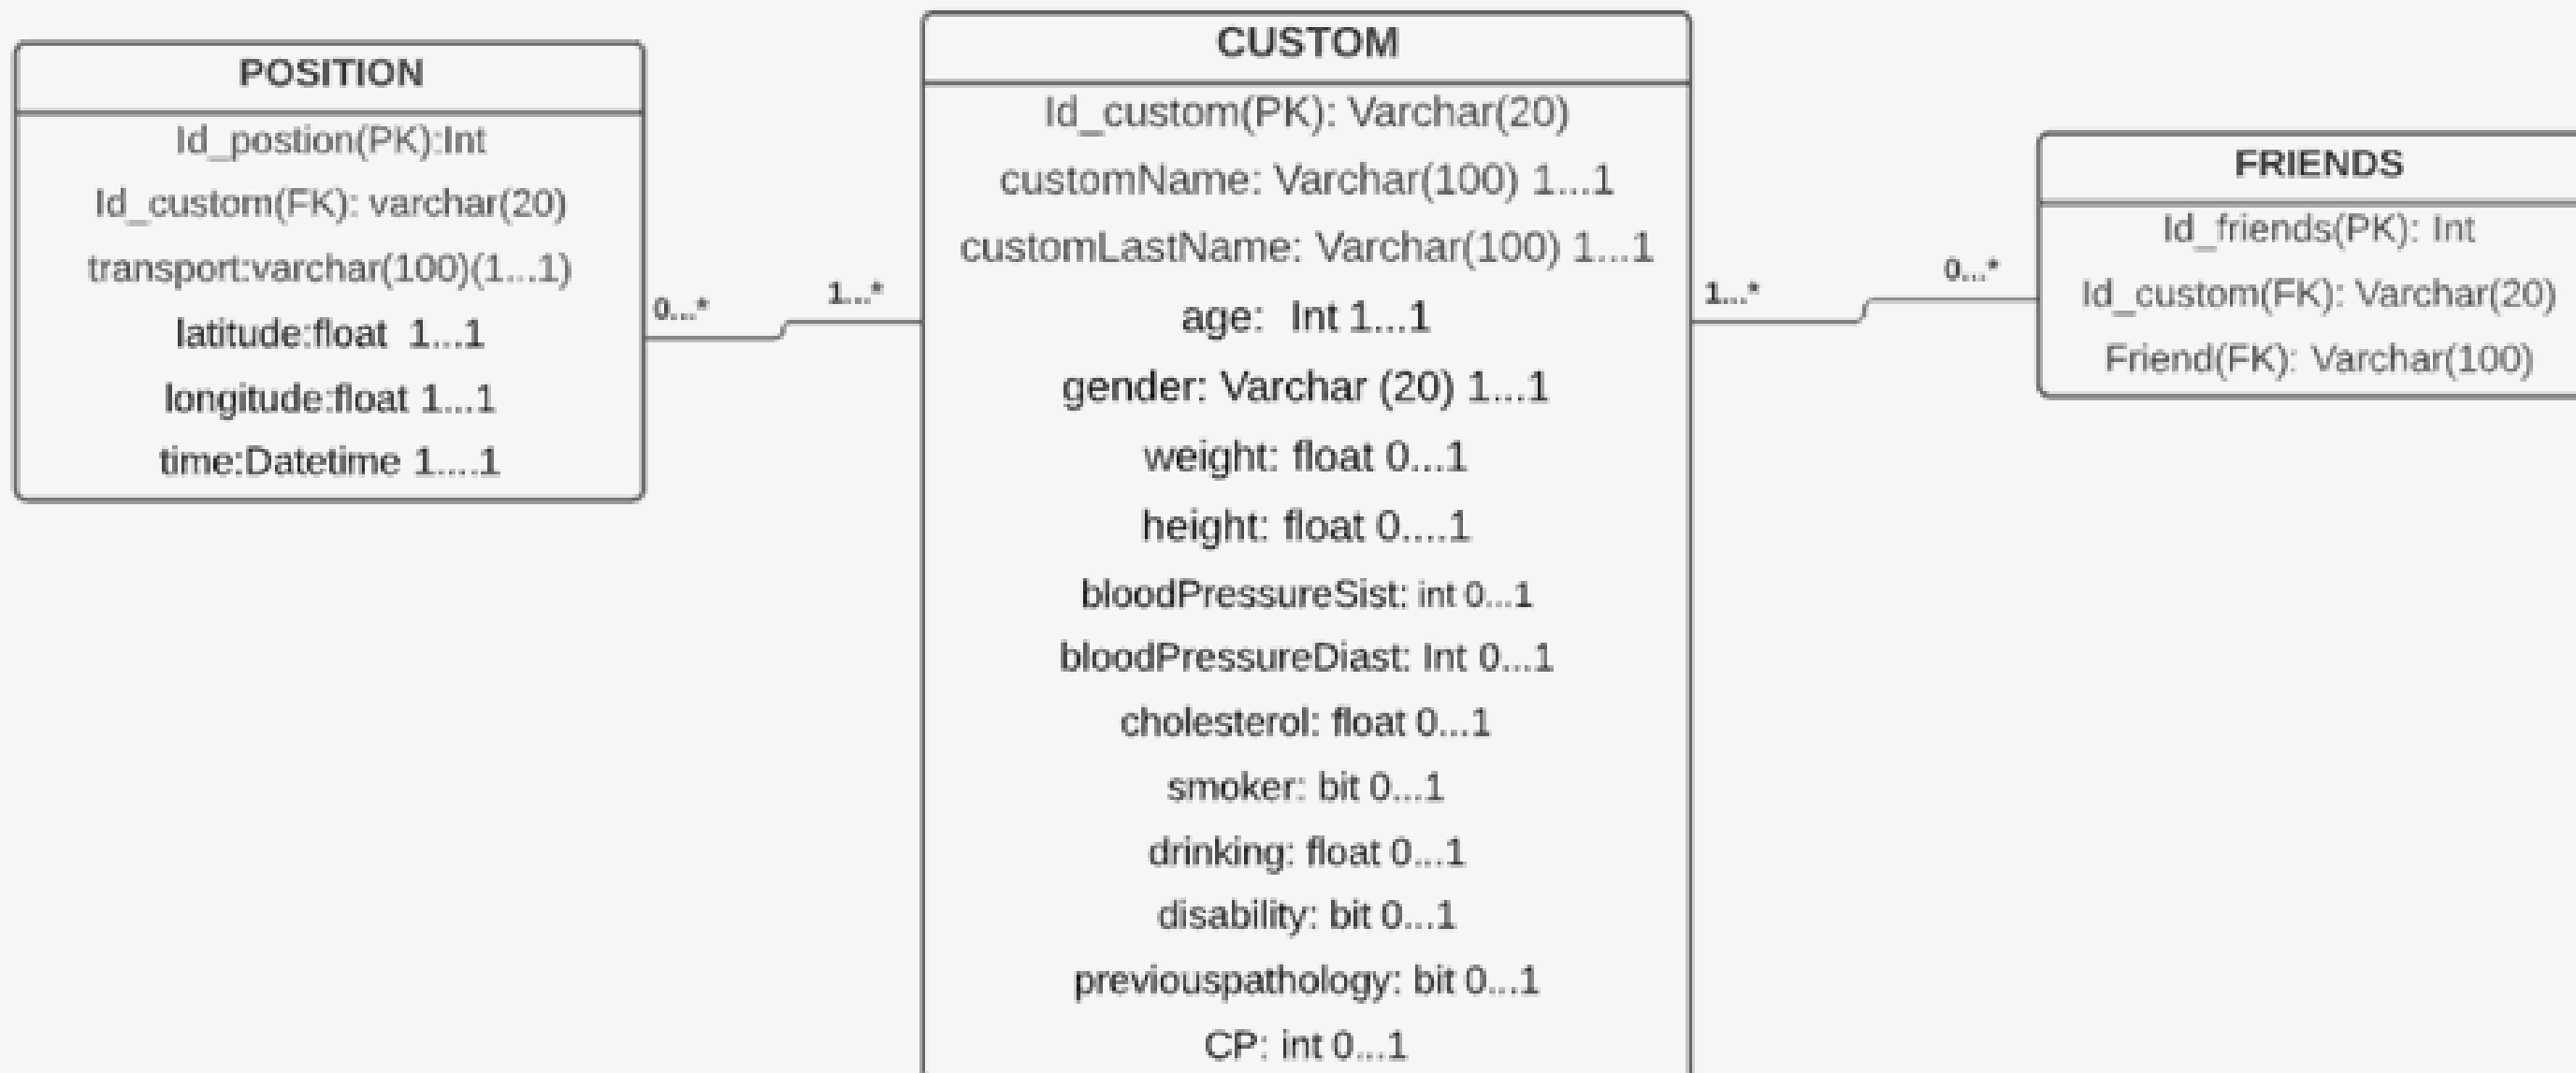 POSITION
Id_postion(PK):Int
Id_custom(FK): varchar(20)
transport:varchar(100)(1...1)
latitude:float 1...1
longitude:float 1...1
time:Datetime 1....1
0...*
1...*
CUSTOM
Id_custom(PK): Varchar(20)
customName: Varchar(100) 1...1
customLastName: Varchar(100) 1...1
age: Int 1...1
gender: Varchar (20) 1...1
weight: float 0...1
height: float 0....1
bloodPressureSist: int 0...1
bloodPressureDiast: Int 0...1
cholesterol: float 0...1
smoker: bit 0...1
drinking: float 0...1
disability: bit 0...1
previouspathology: bit 0...1
CP: int 0...1
1...*
0...*
FRIENDS
Id_friends(PK): Int
Id_custom(FK): Varchar(20)
Friend(FK): Varchar(100)